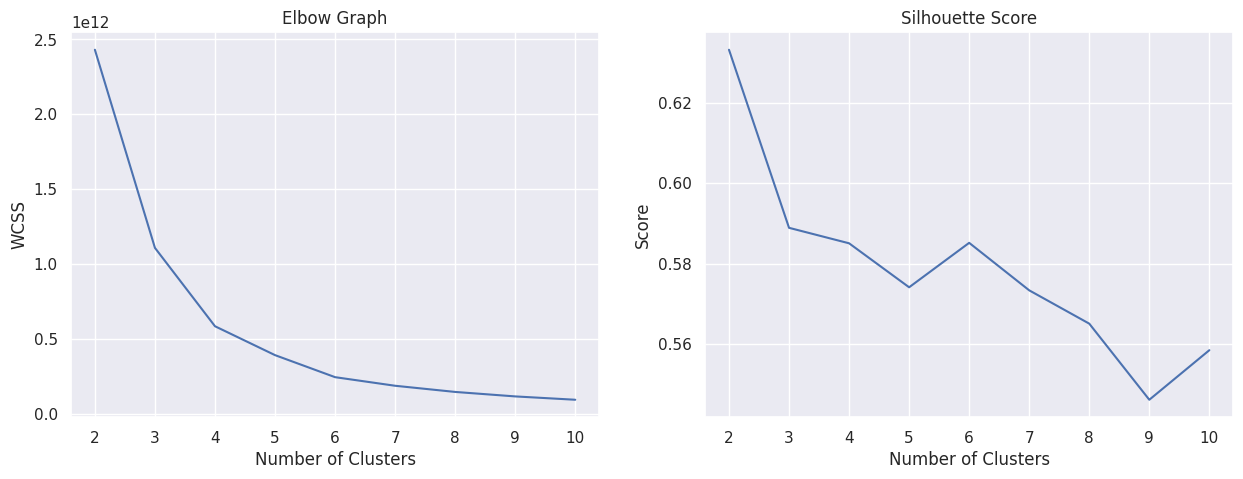 Elbow Graph
1e12
2.5
2.0
1.5
1.0
0.5
0.0
WCSS
2 3 4 5 6 7 8 9 10
Number of Clusters
Silhouette Score
0.62
0.60
0.58
0.56
Score
2 3 4 5 6 7 8 9 10
Number of Clusters